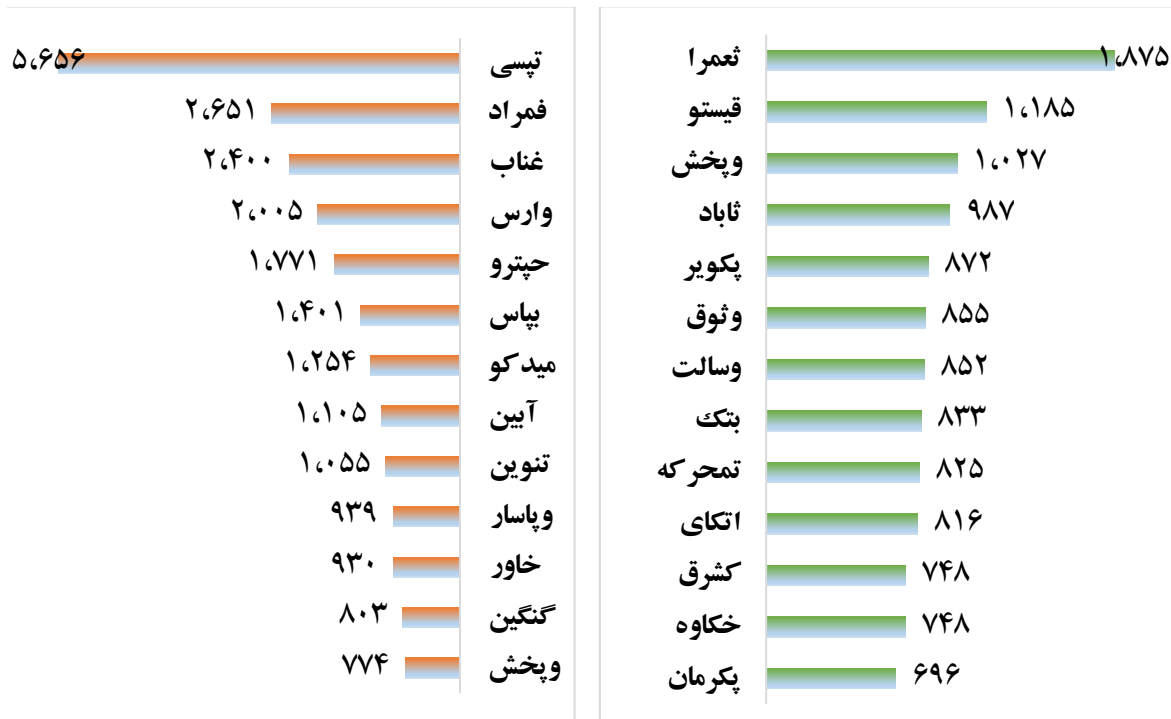 ثعمرا ۱،۸۷۵
قیستو ۱،۱۸۵
وپخش ۱،۰۲۷
ثاباد ۹۸۷
پکویر ۸۷۲
وثوق ۸۵۵
وسالت ۸۵۲
بتک ۸۳۳
تمحرکه ۸۲۵
اتکای ۸۱۶
کشرق ۷۴۸
خکاوه ۷۴۸
پکرمان ۶۹۶
تپسی ۵،۶۵۶
فمراد ۲،۶۵۱
غناب ۲،۴۰۰
وارس ۲،۰۰۵
حپترو ۱،۷۷۱
بپاس ۱،۴۰۱
میدکو ۱،۲۵۴
آبین ۱،۱۰۵
تنوین ۱،۰۵۵
وپاسار ۹۳۹
خاور ۹۳۰
گنگین ۸۰۳
وپخش ۷۷۴